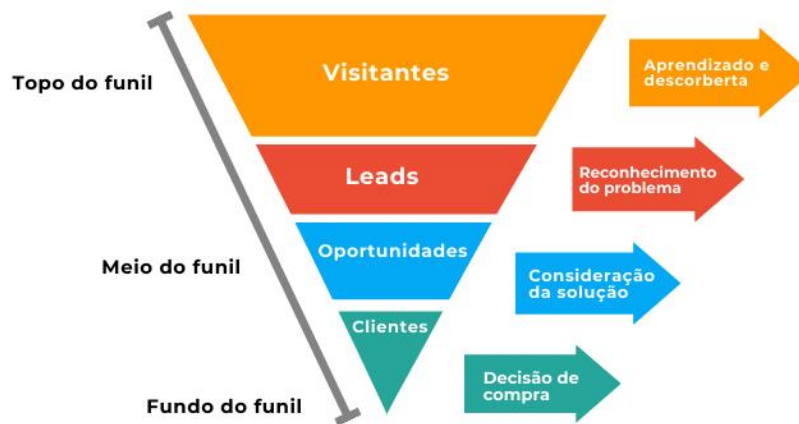 Topo do funil
Visitantes
Aprendizado e
descorberta
Leads
Reconhecimento
do problema
Meio do funil
Oportunidades
Consideração
da solução
Clientes
Fundo do funil
Decisão de
compra